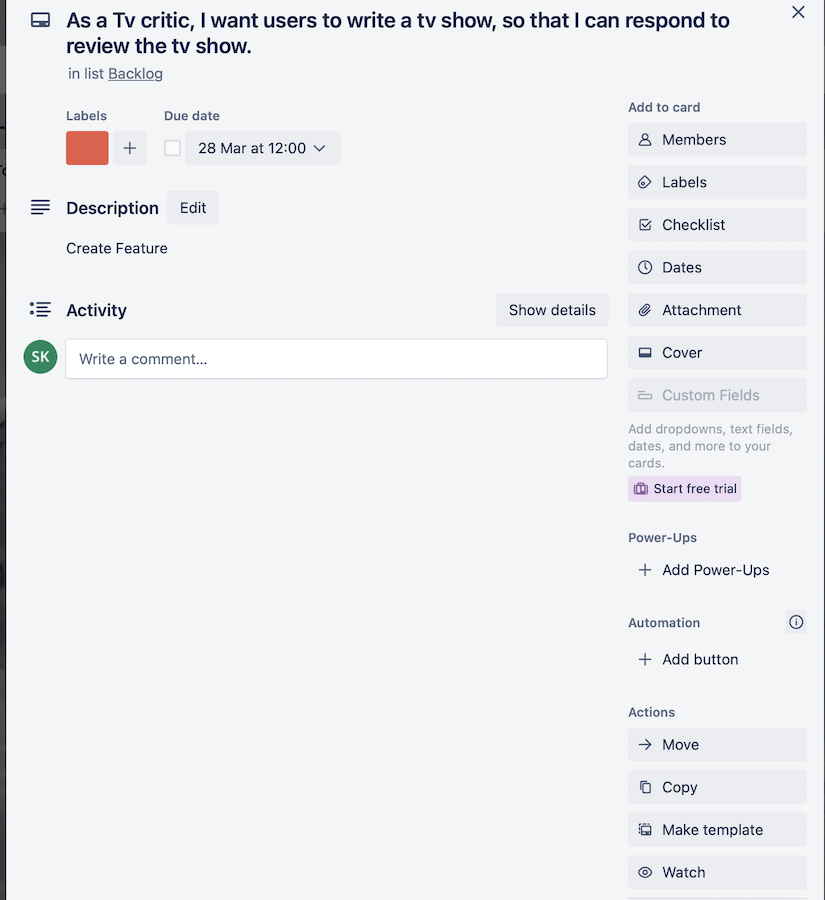 As a Tv critic, I want users to write a tv show, so that I can respond to
review the tv show.
in list Backlog
Labels
Due date
28 Mar at 12:00
Description
Edit
Create Feature
Activity
Show details
SK
Write a comment...
Add to card
Members
Labels
Checklist
Dates
Attachment
Cover
Custom Fields
Add dropdowns, text fields,
dates, and more to your
cards.
Start free trial
Power-Ups
Add Power-Ups
Automation
Add button
Actions
Move
Copy
Make template
Watch